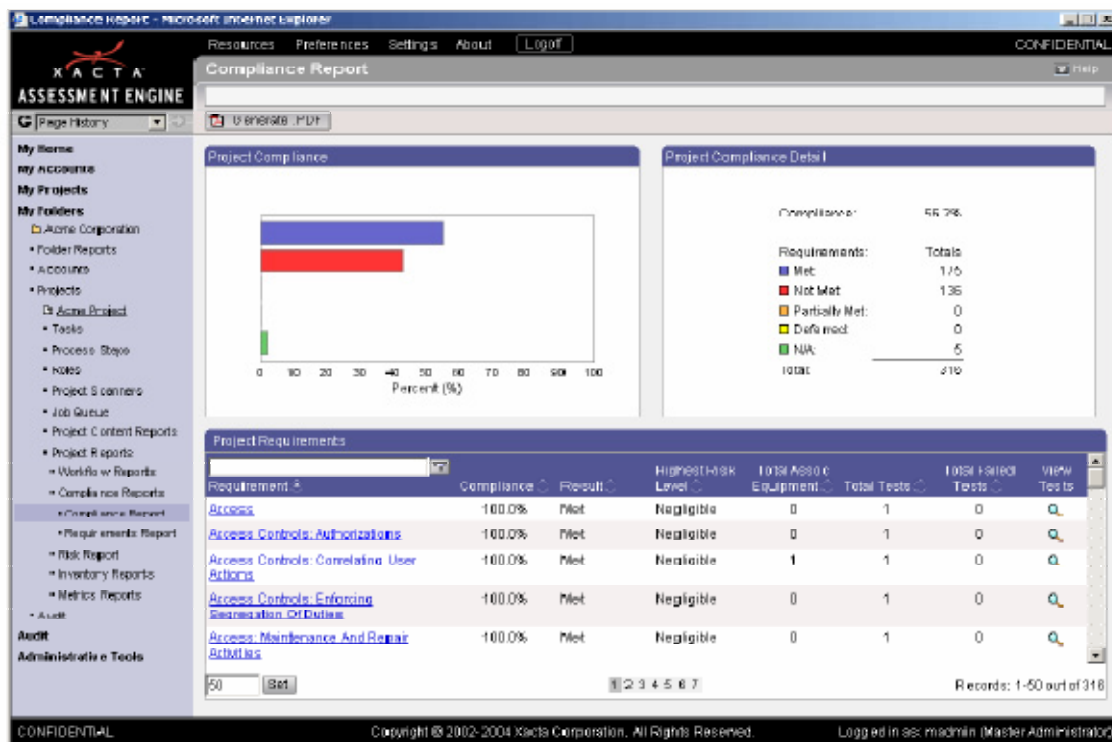 Compliance Report - Microsoft Internet Explorer
XACTA
ASSESSMENT ENGINE
Resources Preferences Settings About Logoff CONFIDENTIAL
Compliance Report Help
Page History
Generate .PDF
My Home
My Accounts
My Projects
My Folders
Acme Corporation
Folder Reports
Accounts
Projects
Acme Project
Tasks
Process Steps
Roles
Project Scanners
Job Queue
Project Content Reports
Project Reports
Workflow Reports
Compliance Reports
Compliance Report
Requirements Report
Risk Report
Inventory Reports
Metrics Reports
Audit
Audit
Administrative Tools
Project Compliance
0 10 20 30 40 50 60 70 80 90 100
Percent (%)
Project Compliance Detail
Compliance:
Requirements: Totals
Met: 175
Not Met: 136
Partially Met: 0
Deferred: 0
N/A: 5
Total: 316
Project Requirements
Requirement Compliance Result Highest Risk Level Total Assoc Equipment Total Tests Total Failed Tests View Tests
Access 100.0% Met Negligible 0 1 0
Access Controls: Authorizations 100.0% Met Negligible 0 1 0
Access Controls: Correlating User Actions 100.0% Met Negligible 1 1 0
Access Controls: Enforcing Segregation Of Duties 100.0% Met Negligible 0 1 0
Access: Maintenance And Repair Activities 100.0% Met Negligible 0 1 0
50 Set 1 2 3 4 5 6 7 Records: 1-50 out of 316
CONFIDENTIAL Copyright © 2002-2004 Xacta Corporation. All Rights Reserved. Logged in as: madmin (Master Administrator)